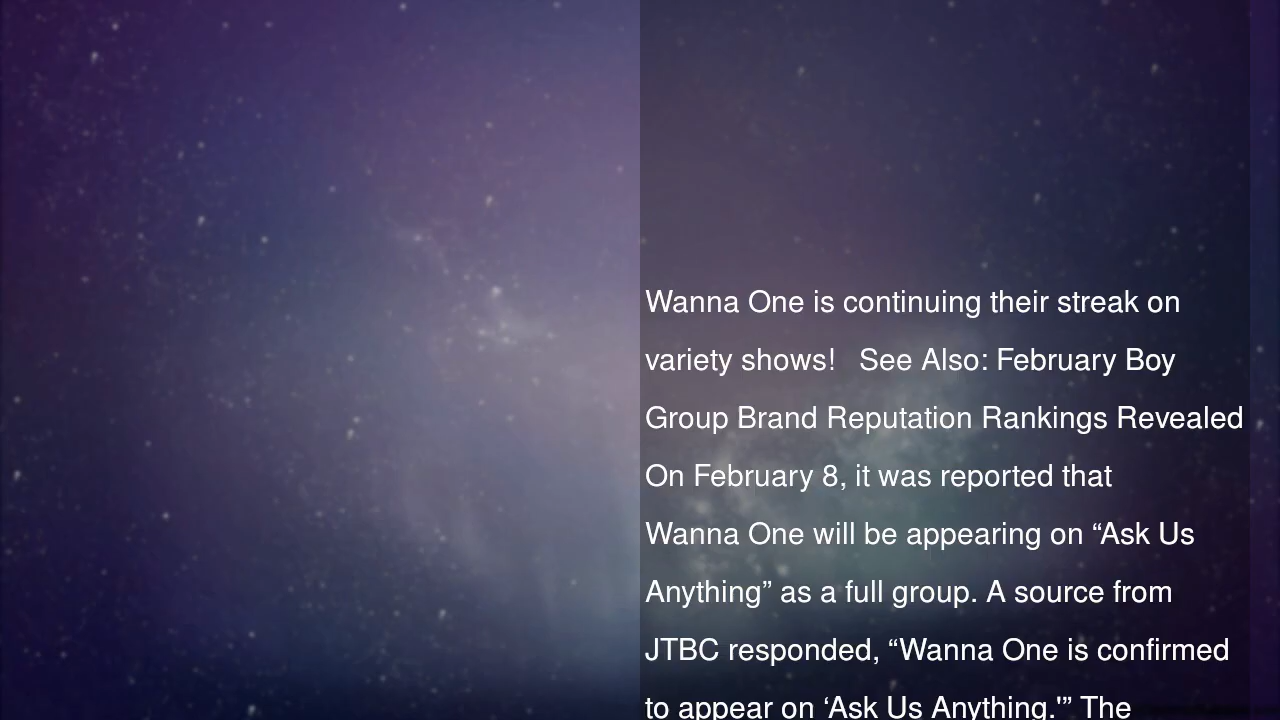 Wanna One is continuing their streak on
variety shows!   See Also: February Boy
Group Brand Reputation Rankings Revealed
On February 8, it was reported that
Wanna One will be appearing on “Ask Us
Anything” as a full group. A source from
JTBC responded, “Wanna One is confirmed
to appear on ‘Ask Us Anything.'” The